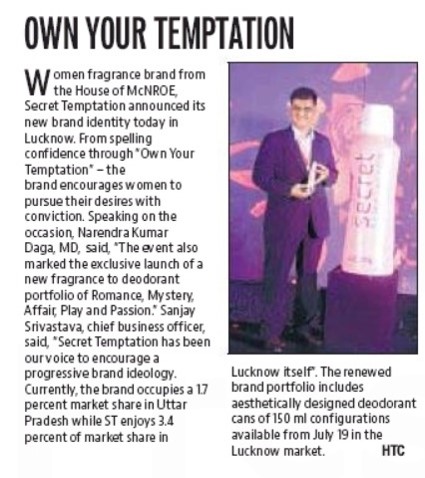 OWN YOUR TEMPTATION
Women fragrance brand from
the House of McNROE,
Secret Temptation announced its
new brand identity today in
Lucknow. From spelling
confidence through "Own Your
Temptation" – the
brand encourages women to
pursue their desires with
conviction. Speaking on the
occasion, Narendra Kumar
Daga, MD, said, "The event also
marked the exclusive launch of a
new fragrance to deodorant
portfolio of Romance, Mystery,
Affair, Play and Passion." Sanjay
Srivastava, chief business officer,
said, "Secret Temptation has been
our voice to encourage a
progressive brand ideology.
Currently, the brand occupies a 1.7
percent market share in Uttar
Pradesh while ST enjoys 3.4
percent of market share in
secret
Lucknow itself". The renewed
brand portfolio includes
aesthetically designed deodorant
cans of 150 ml configurations
available from July 19 in the
Lucknow market. HTC